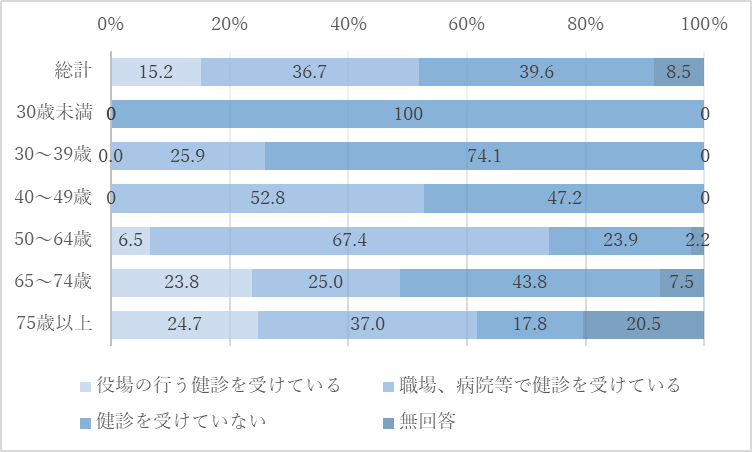 0% 20% 40% 60% 80% 100%
総計 15.2 36.7 39.6 8.5
30歳未満 0 100 0
30～39歳 0.0 25.9 74.1 0
40～49歳 0 52.8 47.2 0
50～64歳 6.5 67.4 23.9 2.2
65～74歳 23.8 25.0 43.8 7.5
75歳以上 24.7 37.0 17.8 20.5
役場の行う健診を受けている 職場、病院等で健診を受けている
健診を受けていない 無回答